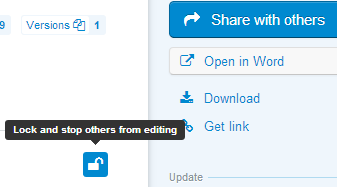 9 Versions 1
Share with others
Open in Word
Download
Get link
Lock and stop others from editing
Update